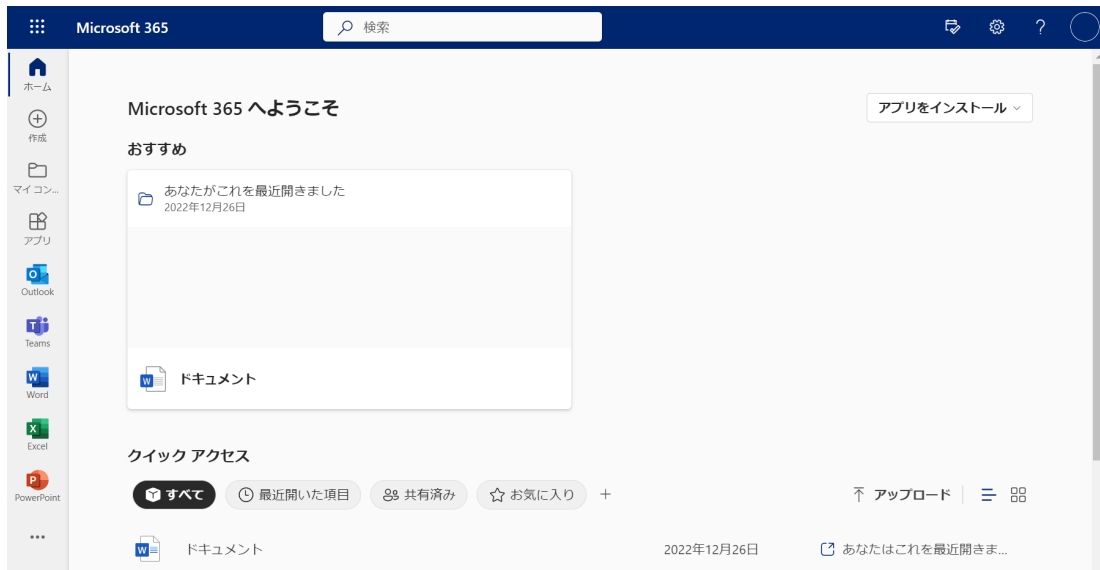 Microsoft 365
検索
ホーム
作成
マイ コン...
アプリ
Outlook
Teams
Word
Excel
PowerPoint
Microsoft 365 へようこそ
アプリをインストール
おすすめ
あなたがこれを最近開きました
2022年12月26日
ドキュメント
クイック アクセス
すべて 最近開いた項目 共有済み お気に入り アップロード
ドキュメント 2022年12月26日 あなたはこれを最近開きま...